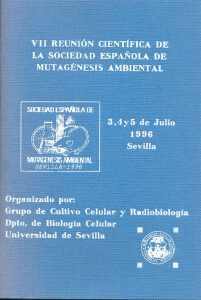 VII REUNIÓN CIENTÍFICA DE
LA SOCIEDAD ESPAÑOLA DE
MUTAGÉNESIS AMBIENTAL
SOCIEDAD ESPAÑOLA DE
MUTAGENESIS AMBIENTAL
SEVILLA-1996
3,4 y 5 de Julio
1996
Sevilla
Organizado por:
Grupo de Cultivo Celular y Radiobiología
Dpto. de Biología Celular
Universidad de Sevilla